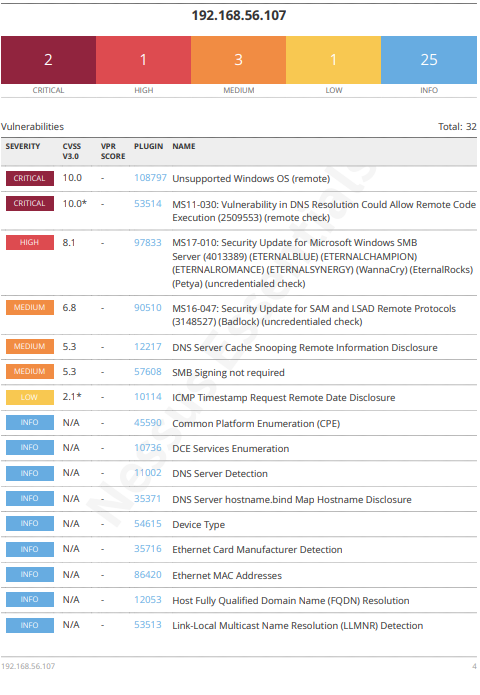 192.168.56.107
2 1 3 1 25
CRITICAL HIGH MEDIUM LOW INFO
Vulnerabilities Total: 32
SEVERITY CVSS V3.0 VPR SCORE PLUGIN NAME
CRITICAL 10.0 - 108797 Unsupported Windows OS (remote)
CRITICAL 10.0* - 53514 MS11-030: Vulnerability in DNS Resolution Could Allow Remote Code
Execution (2509553) (remote check)
HIGH 8.1 - 97833 MS17-010: Security Update for Microsoft Windows SMB
Server (4013389) (ETERNALBLUE) (ETERNALCHAMPION)
(ETERNALROMANCE) (ETERNALSYNERGY) (WannaCry) (EternalRocks)
(Petya) (uncredentialed check)
MEDIUM 6.8 - 90510 MS16-047: Security Update for SAM and LSAD Remote Protocols
(3148527) (Badlock) (uncredentialed check)
MEDIUM 5.3 - 12217 DNS Server Cache Snooping Remote Information Disclosure
MEDIUM 5.3 - 57608 SMB Signing not required
LOW 2.1* - 10114 ICMP Timestamp Request Remote Date Disclosure
INFO N/A - 45590 Common Platform Enumeration (CPE)
INFO N/A - 10736 DCE Services Enumeration
INFO N/A - 11002 DNS Server Detection
INFO N/A - 35371 DNS Server hostname.bind Map Hostname Disclosure
INFO N/A - 54615 Device Type
INFO N/A - 35716 Ethernet Card Manufacturer Detection
INFO N/A - 86420 Ethernet MAC Addresses
INFO N/A - 12053 Host Fully Qualified Domain Name (FQDN) Resolution
INFO N/A - 53513 Link-Local Multicast Name Resolution (LLMNR) Detection
Nessus Essentials
192.168.56.107 4